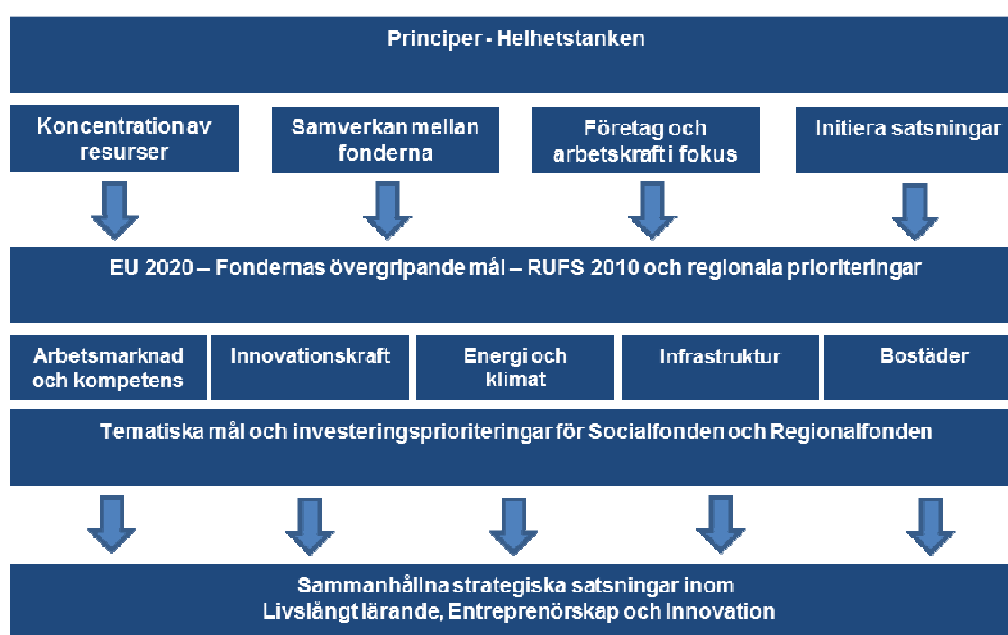 Principer - Helhetstanken
Koncentration av
resurser
Samverkan mellan
fonderna
Företag och
arbetskraft i fokus
Initiera satsningar
EU 2020 – Fondernas övergripande mål – RUFS 2010 och regionala prioriteringar
Arbetsmarknad
och kompetens
Innovationskraft
Energi och
klimat
Infrastruktur
Bostäder
Tematiska mål och investeringsprioriteringar för Socialfonden och Regionalfonden
Sammanhållna strategiska satsningar inom
Livslångt lärande, Entreprenörskap och Innovation